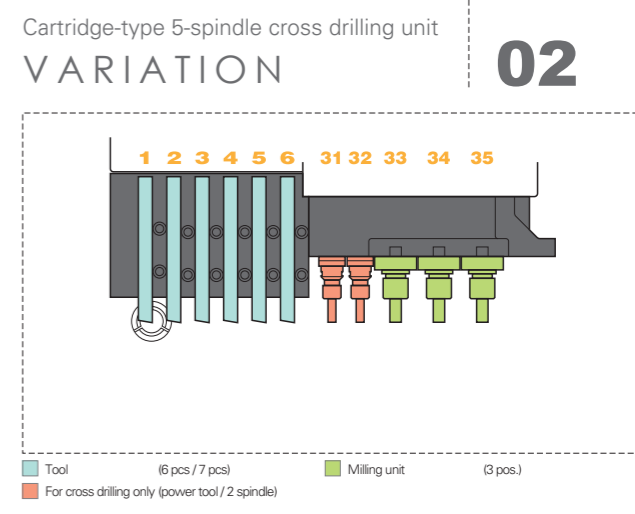 Cartridge-type 5-spindle cross drilling unit
VARIATION 02
1 2 3 4 5 6 31 32 33 34 35
Tool (6 pcs / 7 pcs) Milling unit (3 pos.)
For cross drilling only (power tool / 2 spindle)